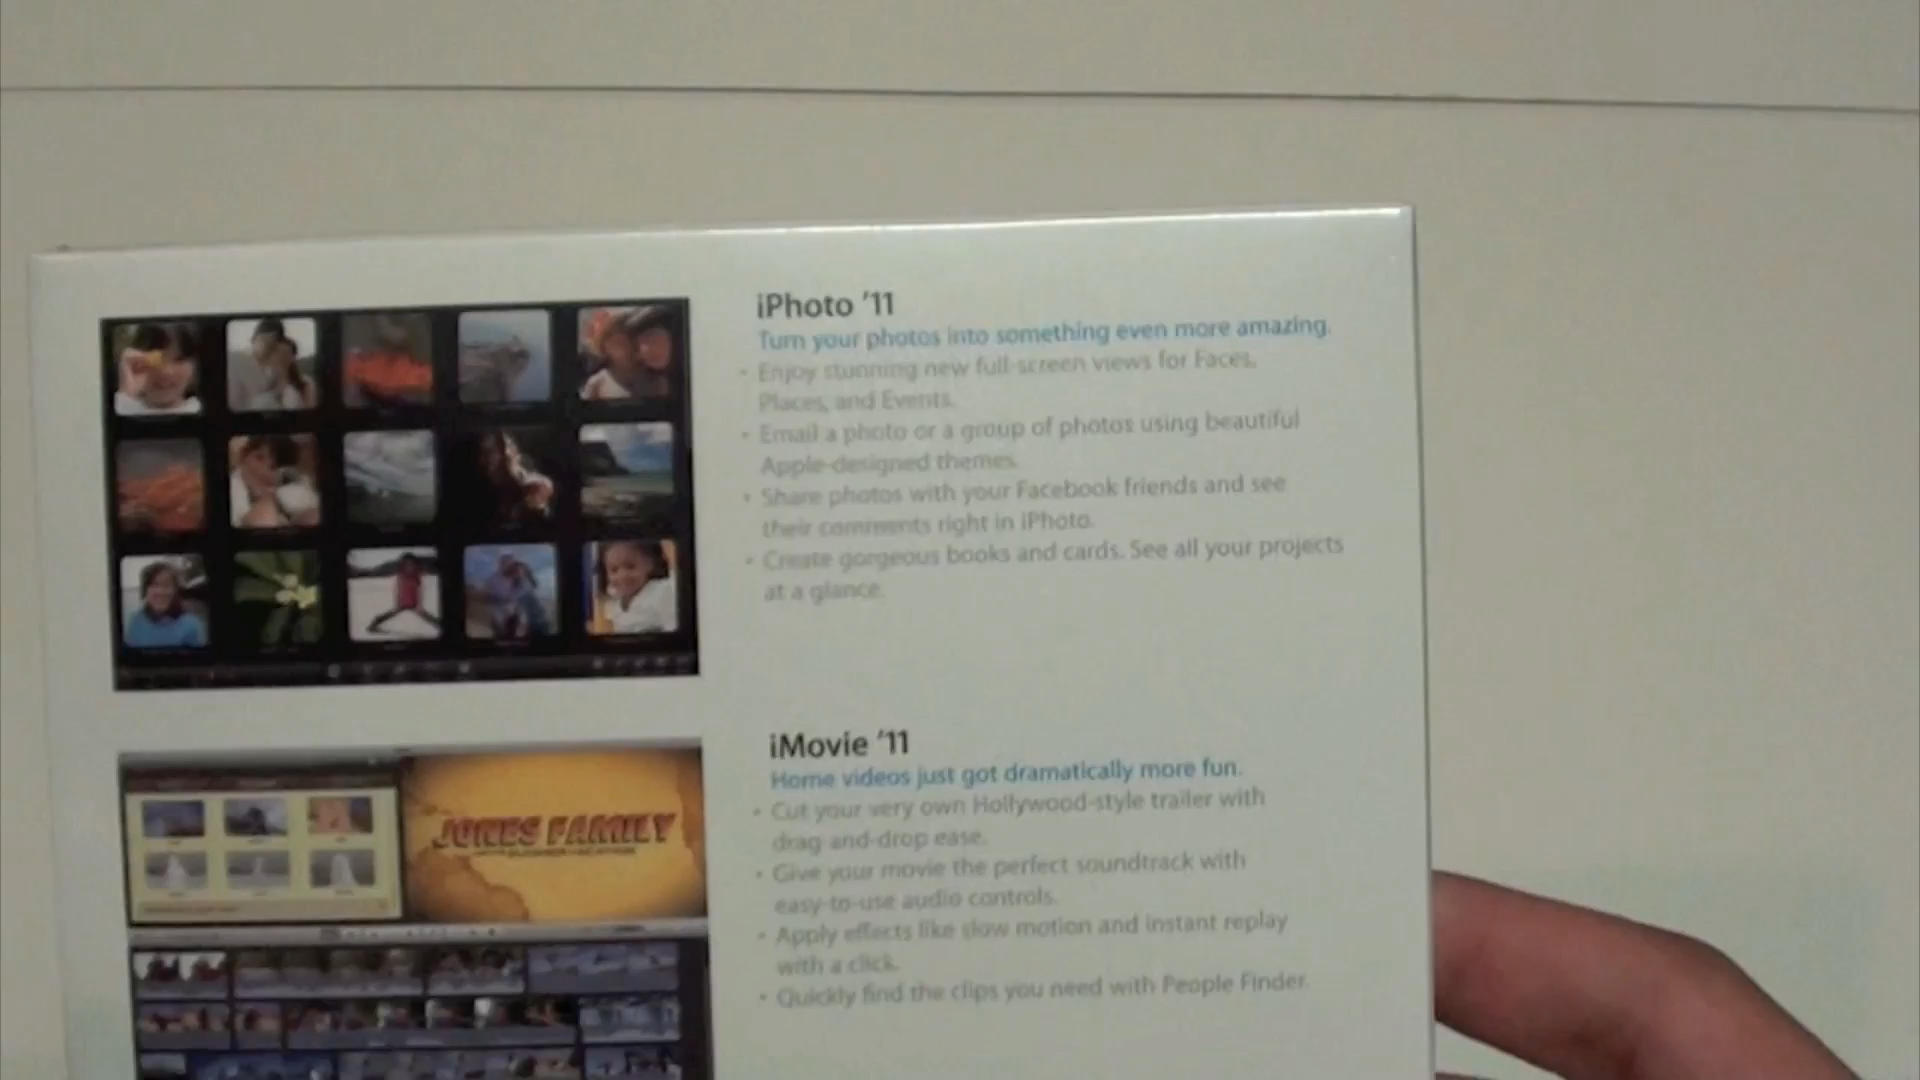 iPhoto '11
Turn your photos into something even more amazing.
• Enjoy stunning new full-screen views for Faces,
Places, and Events.
• Email a photo or a group of photos using beautiful
Apple-designed themes.
• Share photos with your Facebook friends and see
their comments right in iPhoto.
• Create gorgeous books and cards. See all your projects
at a glance.
JONES FAMILY
iMovie '11
Home videos just got dramatically more fun.
• Cut your very own Hollywood-style trailer with
drag-and-drop ease.
• Give your movie the perfect soundtrack with
easy-to-use audio controls.
• Apply effects like slow motion and instant replay
with a click.
• Quickly find the clips you need with People Finder.